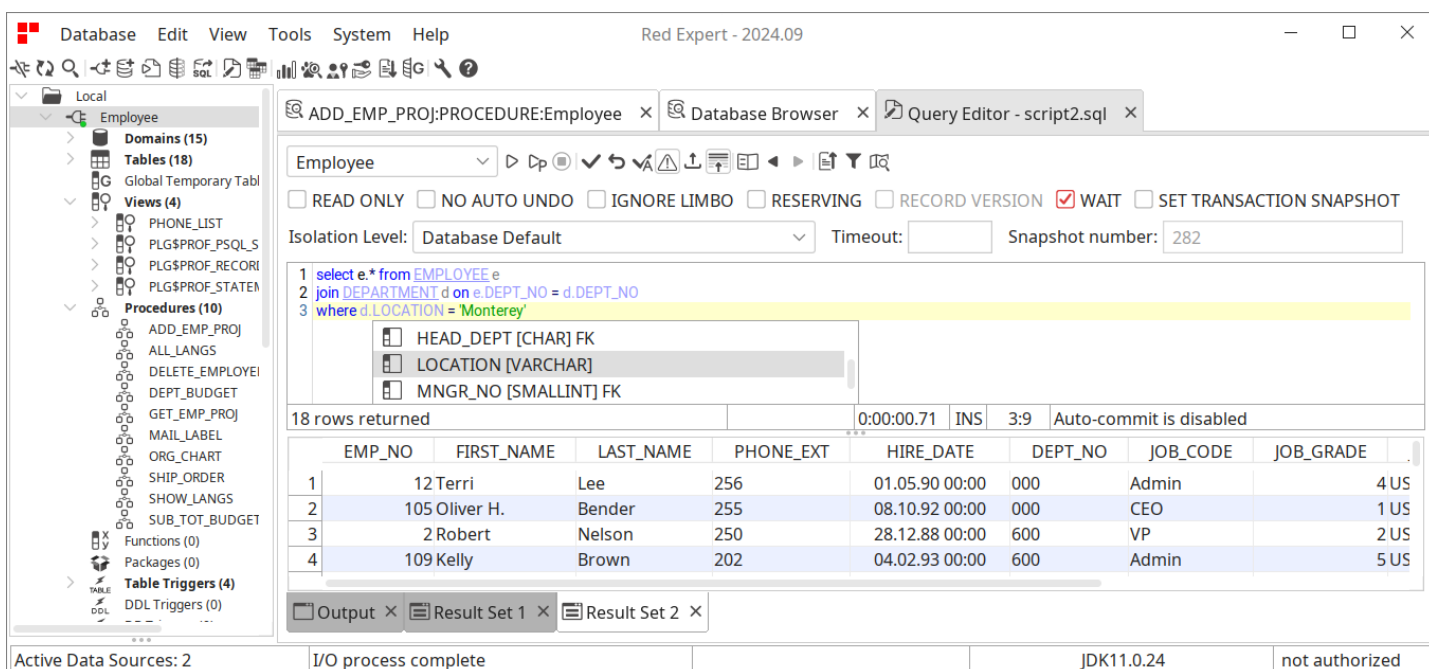 Database Edit View Tools System Help Red Expert - 2024.09
SQL G
Local
Employee
Domains (15)
Tables (18)
G Global Temporary Tabl
Views (4)
PHONE_LIST
PLG$PROF_PSQL_S
PLG$PROF_RECORI
PLG$PROF_STATEM
Procedures (10)
ADD_EMP_PROJ
ALL_LANGS
DELETE_EMPLOYEI
DEPT_BUDGET
GET_EMP_PROJ
MAIL_LABEL
ORG_CHART
SHIP_ORDER
SHOW_LANGS
SUB_TOT_BUDGET
Functions (0)
Packages (0)
TABLE Table Triggers (4)
DDL DDL Triggers (0)
ADD_EMP_PROJ:PROCEDURE:Employee Database Browser Query Editor - script2.sql
Employee
READ ONLY NO AUTO UNDO IGNORE LIMBO RESERVING RECORD VERSION WAIT SET TRANSACTION SNAPSHOT
Isolation Level: Database Default Timeout: Snapshot number: 282
1 select e.* from EMPLOYEE e
2 join DEPARTMENT d on e.DEPT_NO = d.DEPT_NO
3 where d.LOCATION = 'Monterey'
HEAD_DEPT [CHAR] FK
LOCATION [VARCHAR]
MNGR_NO [SMALLINT] FK
18 rows returned 0:00:00.71 INS 3:9 Auto-commit is disabled
EMP_NO FIRST_NAME LAST_NAME PHONE_EXT HIRE_DATE DEPT_NO JOB_CODE JOB_GRADE
1 12 Terri Lee 256 01.05.90 00:00 000 Admin 4 US
2 105 Oliver H. Bender 255 08.10.92 00:00 000 CEO 1 US
3 2 Robert Nelson 250 28.12.88 00:00 600 VP 2 US
4 109 Kelly Brown 202 04.02.93 00:00 600 Admin 5 US
Output Result Set 1 Result Set 2
Active Data Sources: 2 I/O process complete JDK11.0.24 not authorized